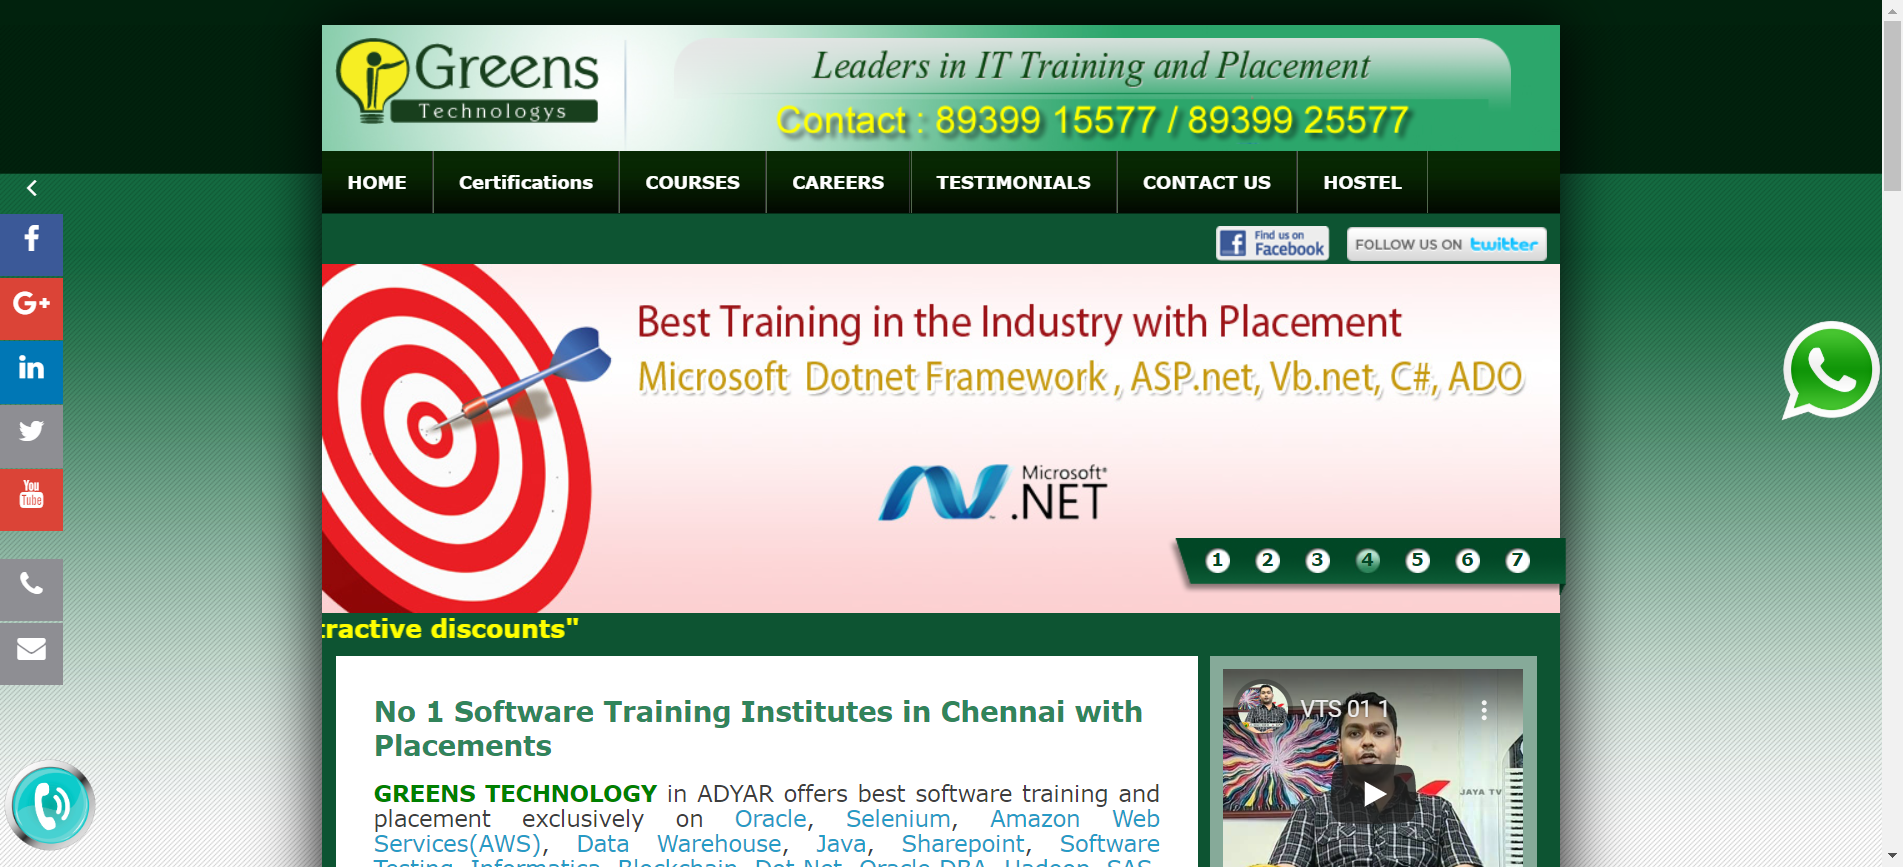 Greens
Technologys
Leaders in IT Training and Placement
Contact : 89399 15577 / 89399 25577
HOME Certifications COURSES CAREERS TESTIMONIALS CONTACT US HOSTEL
Find us on
Facebook
FOLLOW US ON twitter
G+
in
You
Tube
Best Training in the Industry with Placement
Microsoft Dotnet Framework , ASP.net, Vb.net, C#, ADO
Microsoft®
.NET
1 2 3 4 5 6 7
tractive discounts"
No 1 Software Training Institutes in Chennai with
Placements
GREENS TECHNOLOGY in ADYAR offers best software training and
placement exclusively on Oracle, Selenium, Amazon Web
Services(AWS), Data Warehouse, Java, Sharepoint, Software
Testing, Informatica, Blockchain, Dot Net, Oracle DBA, Hadoop, SAS,
VTS 01 1
JAYA TV